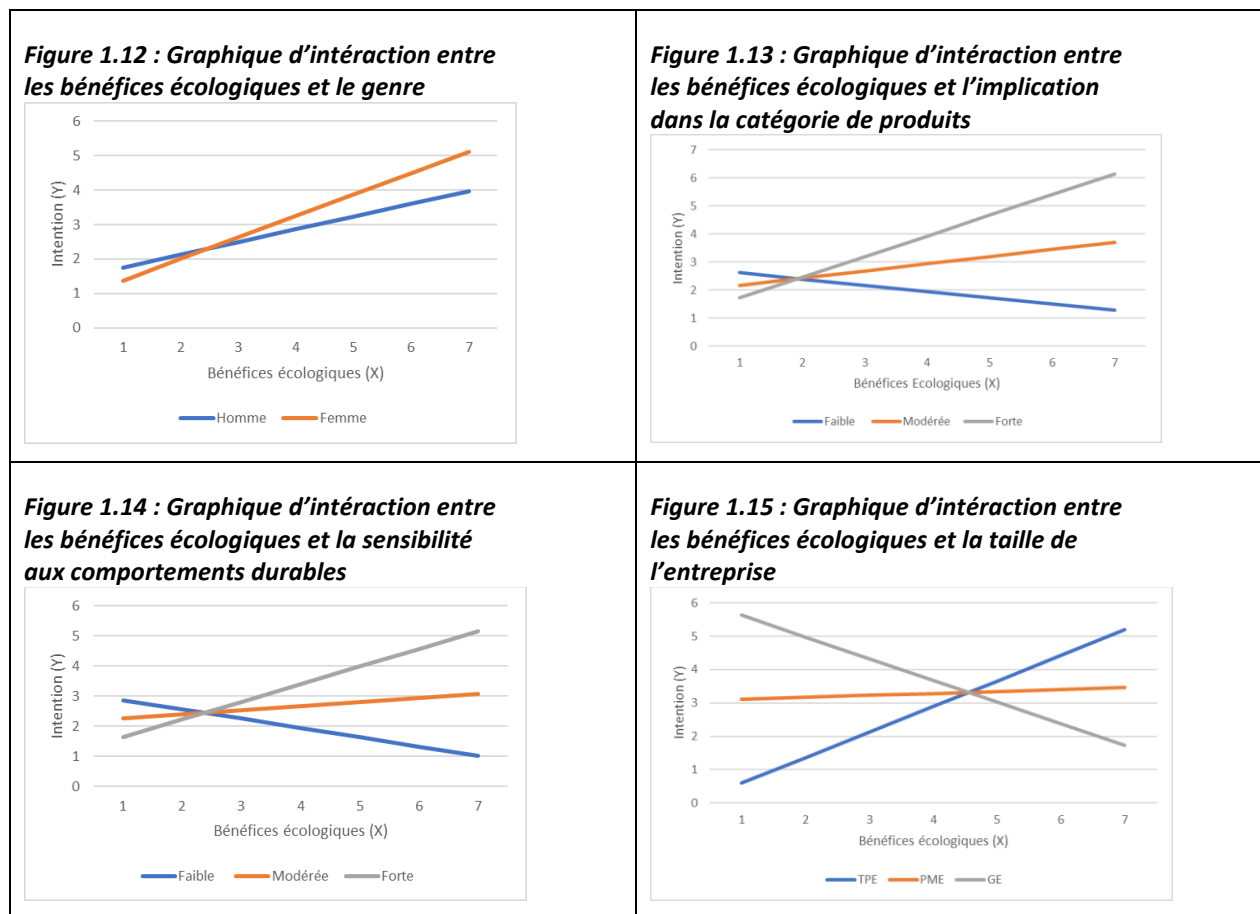 Figure 1.12 : Graphique d’intéraction entre
les bénéfices écologiques et le genre
6
5
4
3
2
1
0
Intention (Y)
1 2 3 4 5 6 7
Bénéfices écologiques (X)
Homme Femme
Figure 1.13 : Graphique d’intéraction entre
les bénéfices écologiques et l’implication
dans la catégorie de produits
7
6
5
4
3
2
1
0
Intention (Y)
1 2 3 4 5 6 7
Bénéfices Ecologiques (X)
Faible Modérée Forte
Figure 1.14 : Graphique d’intéraction entre
les bénéfices écologiques et la sensibilité
aux comportements durables
6
5
4
3
2
1
0
Intention (Y)
1 2 3 4 5 6 7
Bénéfices écologiques (X)
Faible Modérée Forte
Figure 1.15 : Graphique d’intéraction entre
les bénéfices écologiques et la taille de
l’entreprise
6
5
4
3
2
1
0
Intention (Y)
1 2 3 4 5 6 7
Bénéfices écologiques (X)
TPE PME GE